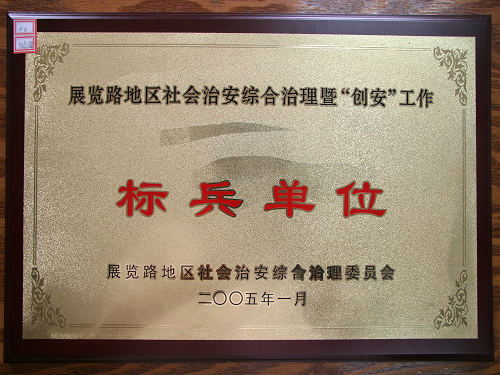 展览路地区社会治安综合治理暨“创安”工作
标兵单位
展览路地区社会治安综合治理委员会
二〇〇五年一月